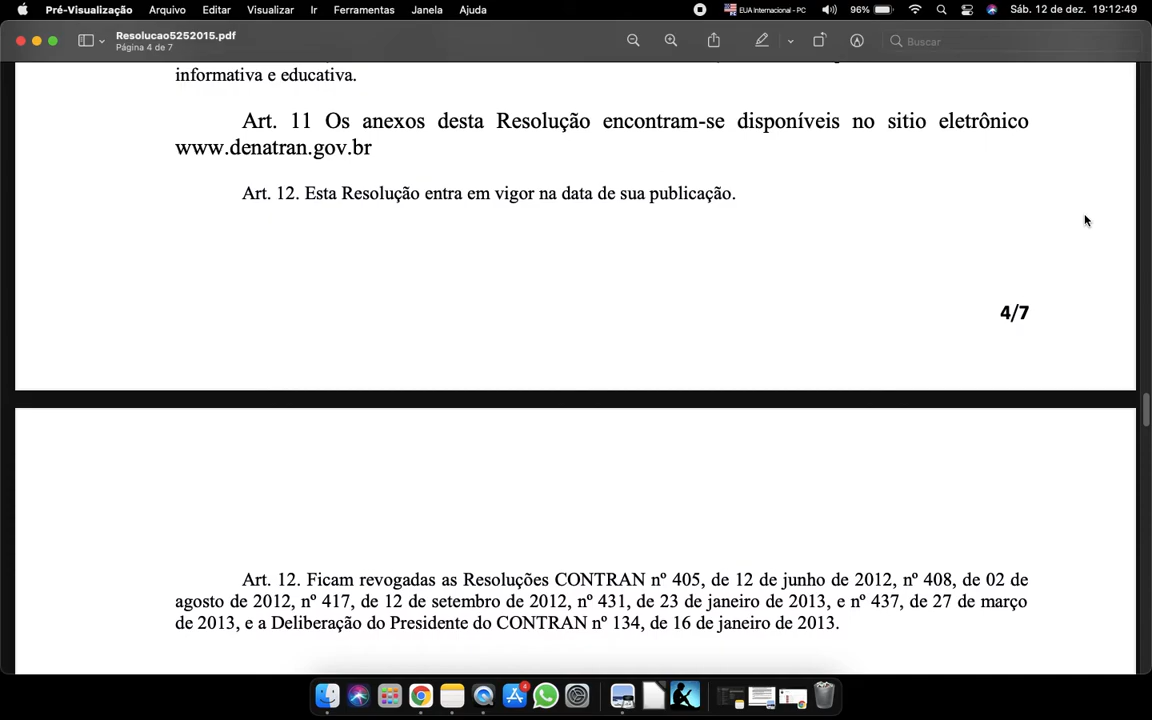 Pré-Visualização Arquivo Editar Visualizar Ir Ferramentas Janela Ajuda EUA Internacional - PC 96% Sáb. 12 de dez. 19:12:49
Resolucao5252015.pdf
Página 4 de 7
Buscar
informativa e educativa.
Art. 11 Os anexos desta Resolução encontram-se disponíveis no sitio eletrônico
www.denatran.gov.br
Art. 12. Esta Resolução entra em vigor na data de sua publicação.
4/7
Art. 12. Ficam revogadas as Resoluções CONTRAN nº 405, de 12 de junho de 2012, nº 408, de 02 de
agosto de 2012, nº 417, de 12 de setembro de 2012, nº 431, de 23 de janeiro de 2013, e nº 437, de 27 de março
de 2013, e a Deliberação do Presidente do CONTRAN nº 134, de 16 de janeiro de 2013.
4